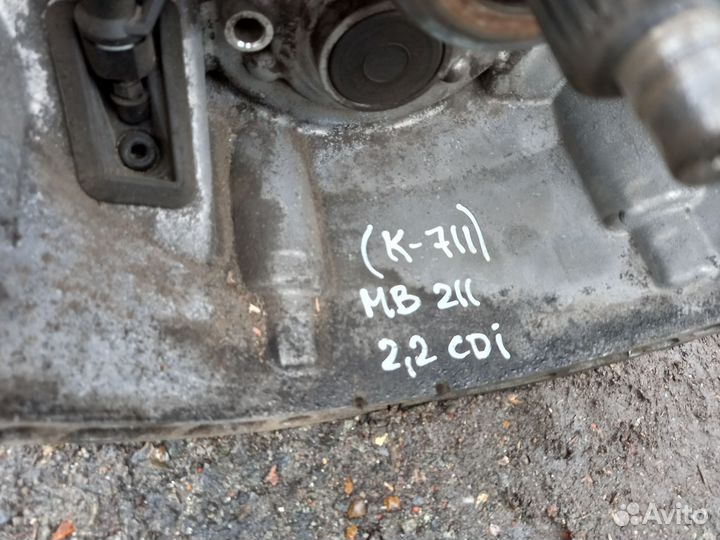 (K-711)
MB 211
2,2 CDi
Avito